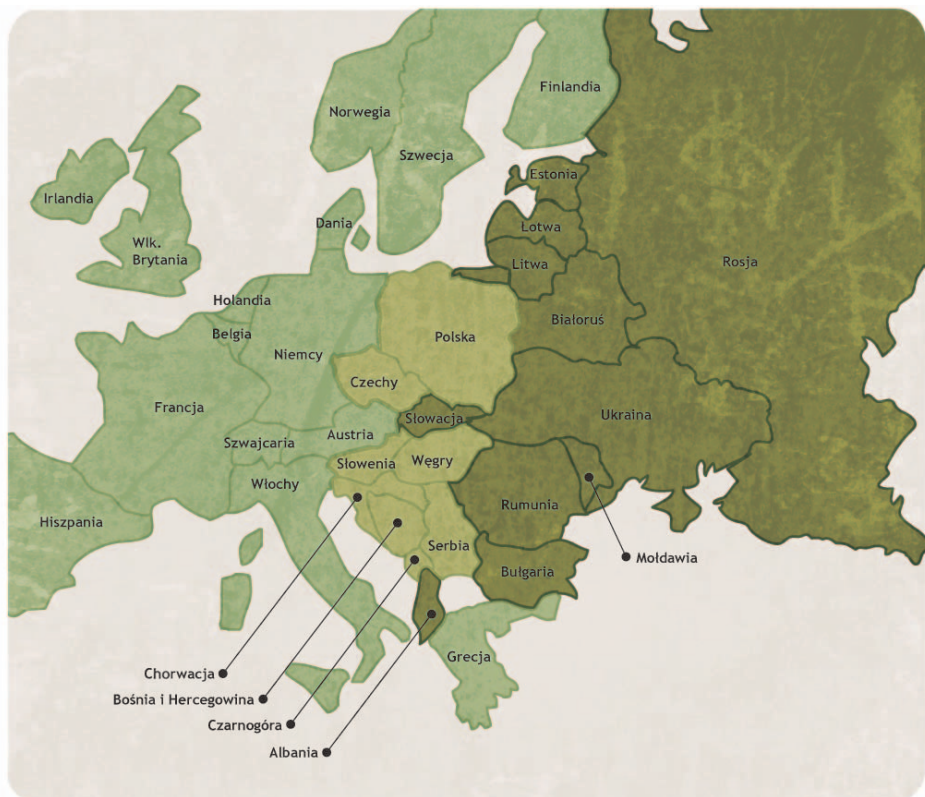 Finlandia
Norwegia
Szwecja
Estonia
Irlandia
Dania
Łotwa
Wlk.
Brytania
Litwa
Rosja
Holandia
Białoruś
Belgia
Polska
Niemcy
Czechy
Francja
Słowacja
Ukraina
Austria
Szwajcaria
Węgry
Słowenia
Włochy
Rumunia
Hiszpania
Serbia
Mołdawia
Bułgaria
Grecja
Chorwacja
Bośnia i Hercegowina
Czarnogóra
Albania